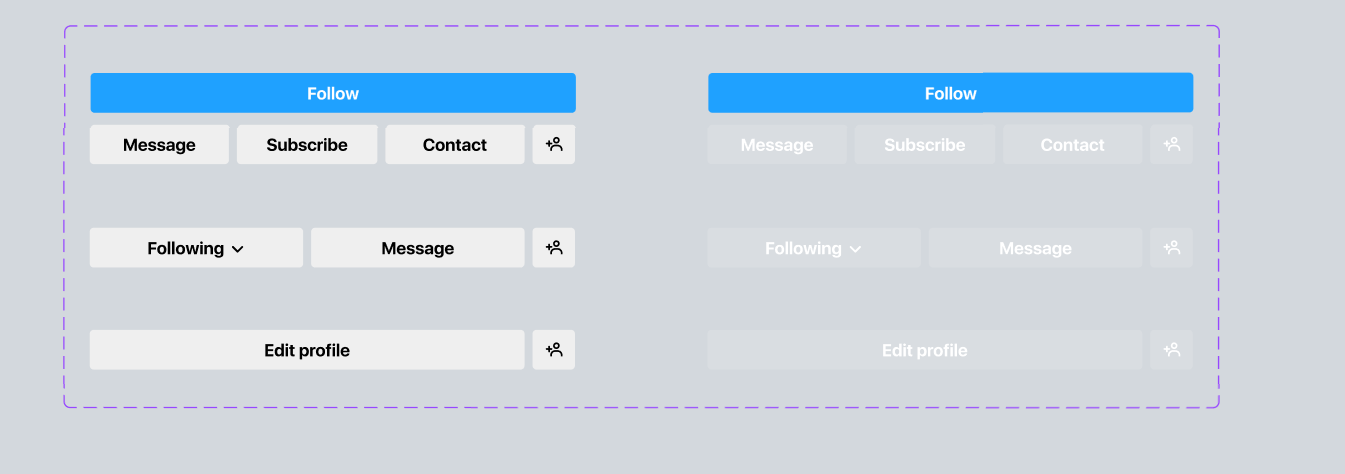 Follow
Follow
Message Subscribe Contact
Message Subscribe Contact
Following Message
Following Message
Edit profile
Edit profile